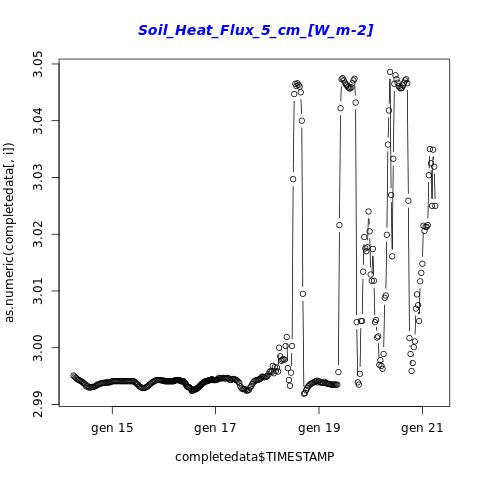 Soil_Heat_Flux_5_cm_[W_m-2]
as.numeric(completedata[, i])
3.05
3.04
3.03
3.02
3.01
3.00
2.99
gen 15
gen 17
gen 19
gen 21
completedata$TIMESTAMP